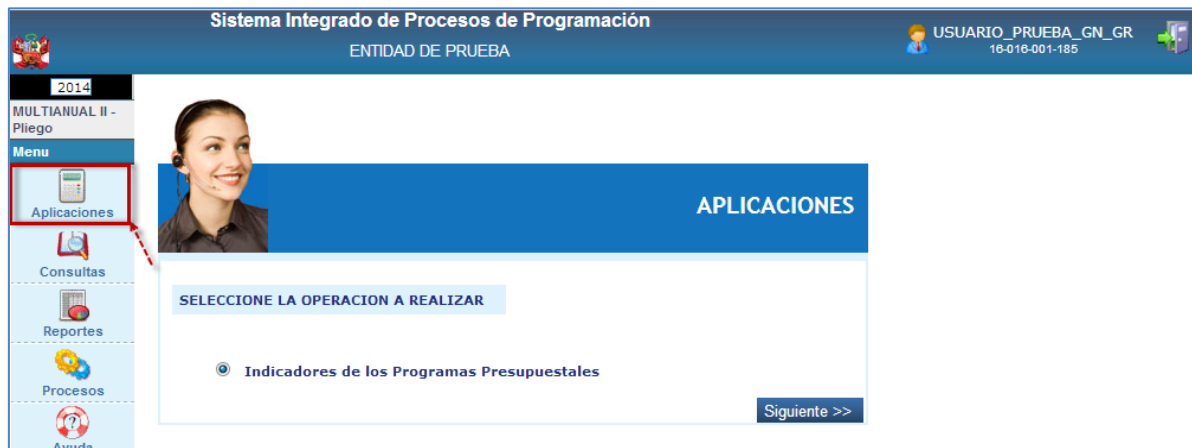 Sistema Integrado de Procesos de Programación
ENTIDAD DE PRUEBA
USUARIO_PRUEBA_GN_GR
16-016-001-185
2014
MULTIANUAL II -
Pliego
Menu
Aplicaciones
Consultas
Reportes
Procesos
Ayuda
APLICACIONES
SELECCIONE LA OPERACION A REALIZAR
Indicadores de los Programas Presupuestales
Siguiente >>